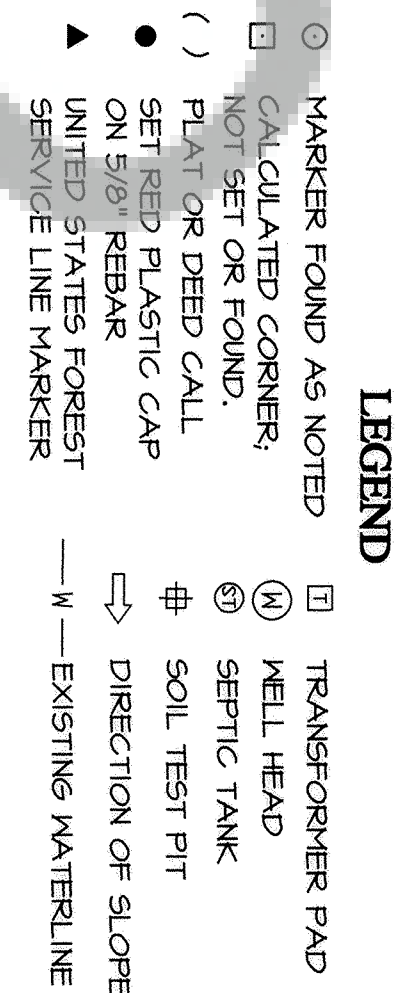 LEGEND
MARKER FOUND AS NOTED
CALCULATED CORNER;
NOT SET OR FOUND.
( ) PLAT OR DEED CALL
SET RED PLASTIC CAP
ON 5/8" REBAR
UNITED STATES FOREST
SERVICE LINE MARKER
T TRANSFORMER PAD
W WELL HEAD
ST SEPTIC TANK
SOIL TEST PIT
DIRECTION OF SLOPE
— W — EXISTING WATERLINE